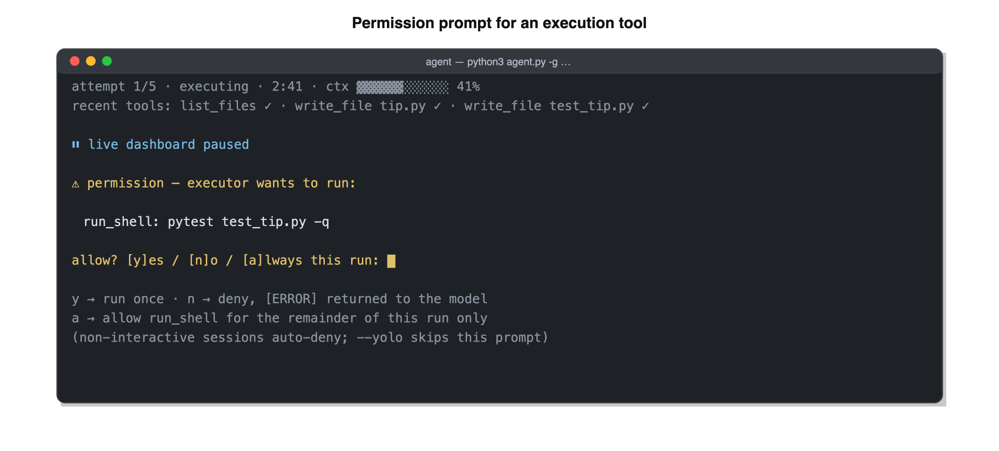 Permission prompt for an execution tool
agent — python3 agent.py -g …
attempt 1/5 · executing · 2:41 · ctx ▓▓▓▓▓▓░░░░░░ 41%
recent tools: list_files ✓ · write_file tip.py ✓ · write_file test_tip.py ✓
⏸ live dashboard paused
⚠ permission — executor wants to run:
run_shell: pytest test_tip.py -q
allow? [y]es / [n]o / [a]lways this run: █
y → run once · n → deny, [ERROR] returned to the model
a → allow run_shell for the remainder of this run only
(non-interactive sessions auto-deny; --yolo skips this prompt)